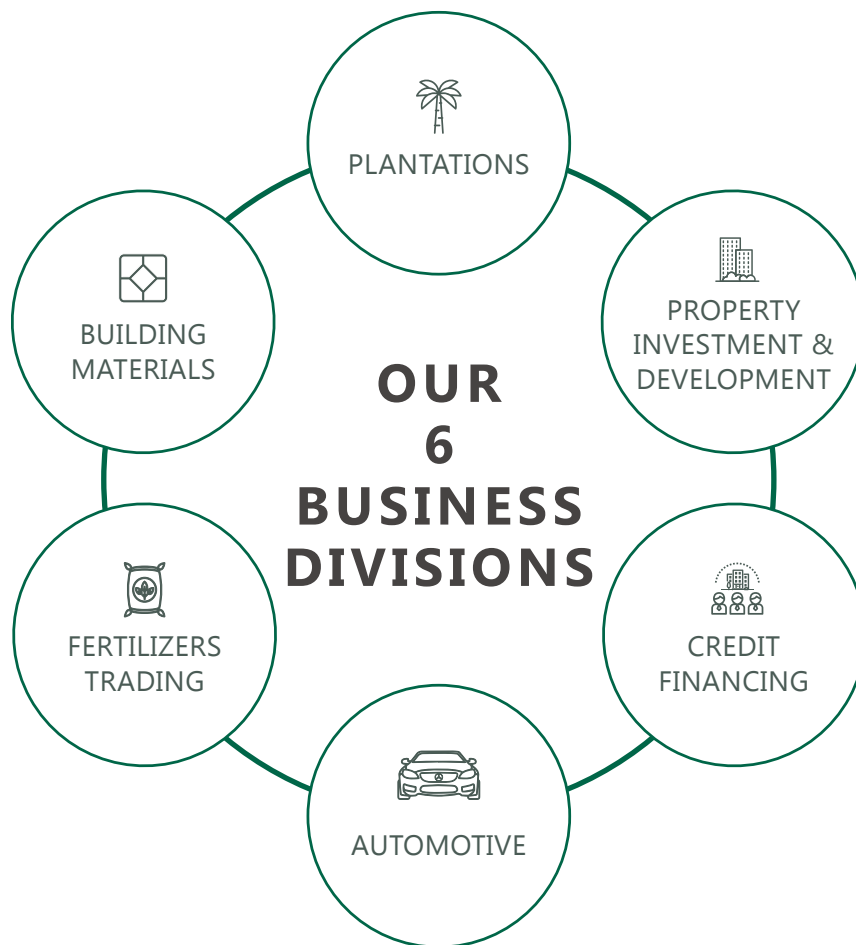 PLANTATIONS
PROPERTY
INVESTMENT &
DEVELOPMENT
CREDIT
FINANCING
AUTOMOTIVE
FERTILIZERS
TRADING
BUILDING
MATERIALS
OUR
6
BUSINESS
DIVISIONS